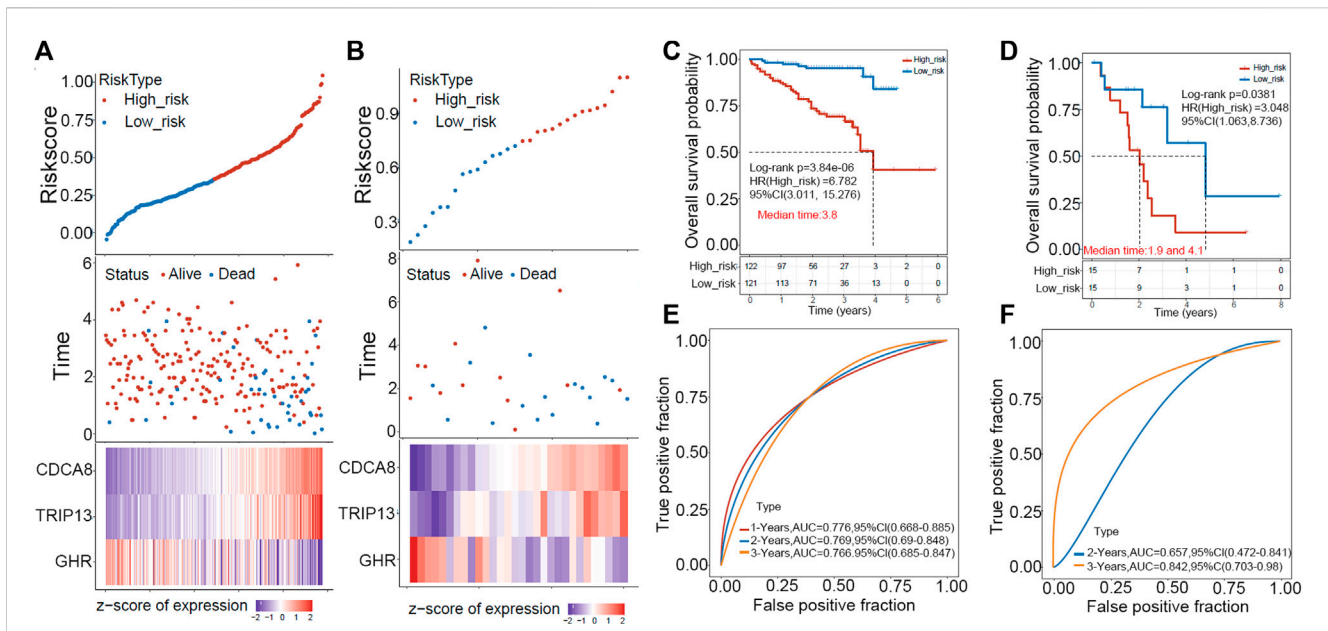 A
RiskType
High_risk
Low_risk
Riskscore
1.00
0.75
0.50
0.25
0.00
Status Alive Dead
Time
6
4
2
0
CDCA8
TRIP13
GHR
z-score of expression
-2 -1 0 1 2
B
RiskType
High_risk
Low_risk
Riskscore
0.9
0.6
0.3
Status Alive Dead
Time
8
6
4
2
0
CDCA8
TRIP13
GHR
z-score of expression
-2 -1 0 1 2
C
High_risk
Low_risk
Overall survival probability
1.00
0.75
0.50
0.25
0.00
Log-rank p=3.84e-06
HR(High_risk) =6.782
95%CI(3.011, 15.276)
Median time:3.8
High_risk 122 97 56 27 3 2 0
Low_risk 121 113 71 36 13 0 0
0 1 2 3 4 5 6
Time (years)
D
High_risk
Low_risk
Overall survival probability
1.00
0.75
0.50
0.25
0.00
Log-rank p=0.0381
HR(High_risk) =3.048
95%CI(1.063,8.736)
Median time:1.9 and 4.1
High_risk 15 7 1 1 0
Low_risk 15 9 3 1 0
0 2 4 6 8
Time (years)
E
True positive fraction
1.00
0.75
0.50
0.25
0.00
Type
1-Years,AUC=0.776,95%CI(0.668-0.885)
2-Years,AUC=0.769,95%CI(0.69-0.848)
3-Years,AUC=0.766.95%CI(0.685-0.847)
0.00 0.25 0.50 0.75 1.00
False positive fraction
F
True positive fraction
1.00
0.75
0.50
0.25
0.00
Type
2-Years,AUC=0.657,95%CI(0.472-0.841)
3-Years,AUC=0.842,95%CI(0.703-0.98)
0.00 0.25 0.50 0.75 1.00
False positive fraction